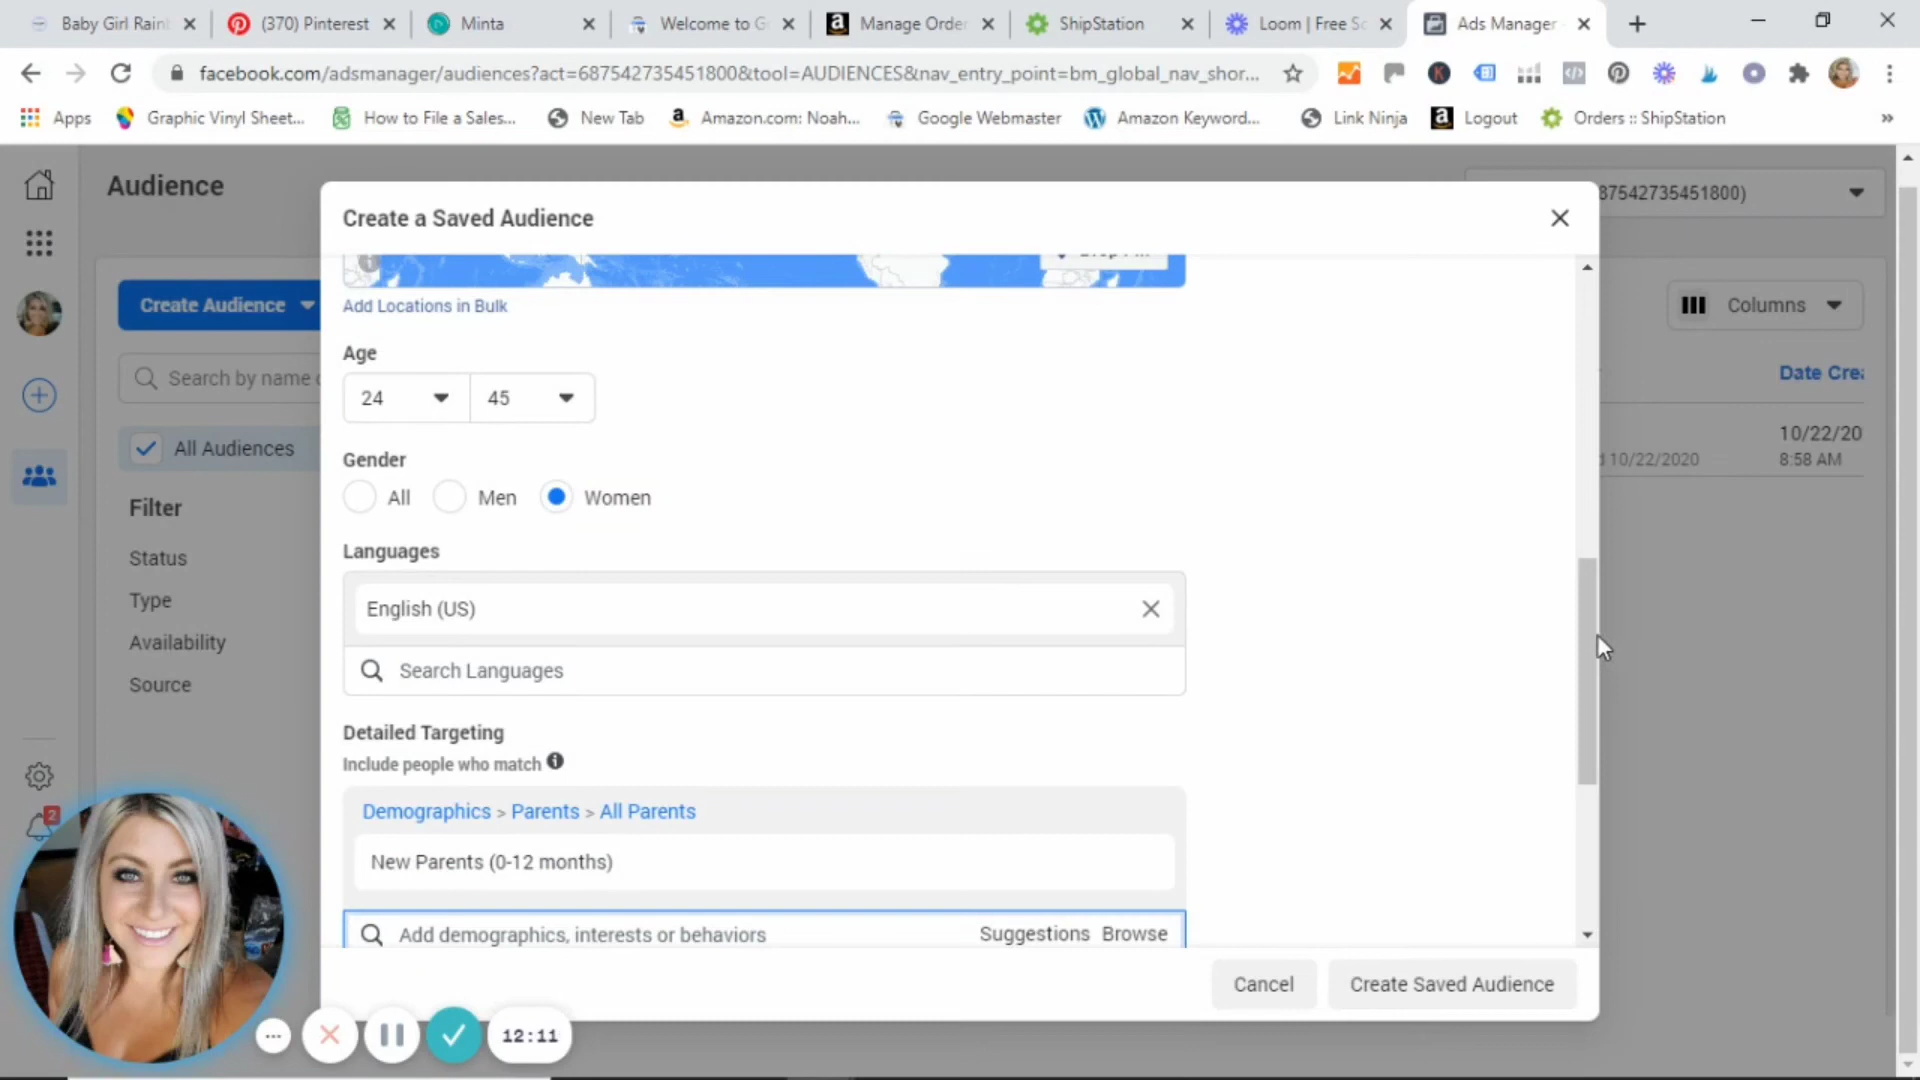 Baby Girl Rain
(370) Pinterest
Minta
Welcome to G
Manage Order
ShipStation
Loom | Free Sc
Ads Manager
facebook.com/adsmanager/audiences?act=687542735451800&tool=AUDIENCES&nav_entry_point=bm_global_nav_shor...
Apps
Graphic Vinyl Sheet...
How to File a Sales...
New Tab
Amazon.com: Noah...
Google Webmaster
Amazon Keyword...
Link Ninja
Logout
Orders :: ShipStation
»
Audience
87542735451800)
Create a Saved Audience
Create Audience
Columns
Add Locations in Bulk
Search by name
Age
24
45
Date Crea
All Audiences
10/22/20
10/22/2020
8:58 AM
Gender
All
Men
Women
Filter
Status
Type
Availability
Source
Languages
English (US)
Search Languages
Detailed Targeting
Include people who match
Demographics > Parents > All Parents
New Parents (0-12 months)
Add demographics, interests or behaviors
Suggestions
Browse
2
Cancel
Create Saved Audience
12:11